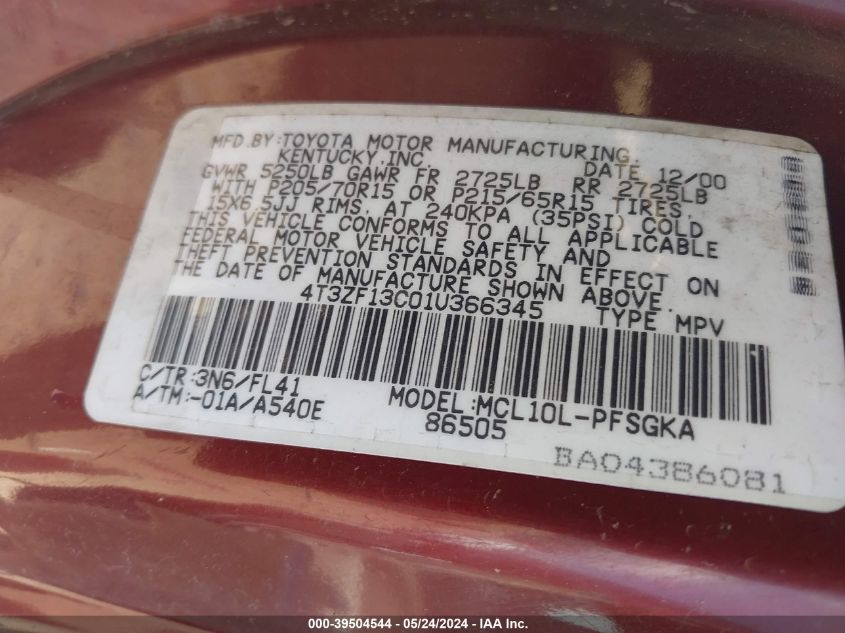 MFD.BY:TOYOTA MOTOR MANUFACTURING,
KENTUCKY,INC. DATE 12/00
GVWR 5250LB GAWR FR 2725LB RR 2725LB
WITH P205/70R15 OR P215/65R15 TIRES,
15X6.5JJ RIMS, AT 240KPA (35PSI) COLD
THIS VEHICLE CONFORMS TO ALL APPLICABLE
FEDERAL MOTOR VEHICLE SAFETY AND
THEFT PREVENTION STANDARDS IN EFFECT ON
THE DATE OF MANUFACTURE SHOWN ABOVE.
4T3ZF13C01U366345 TYPE MPV
C/TR:3N6/FL41 MODEL:MCL10L-PFSGKA
A/TM:-01A/A540E 86505
BA04386081
000-39504544 - 05/24/2024 - IAA Inc.